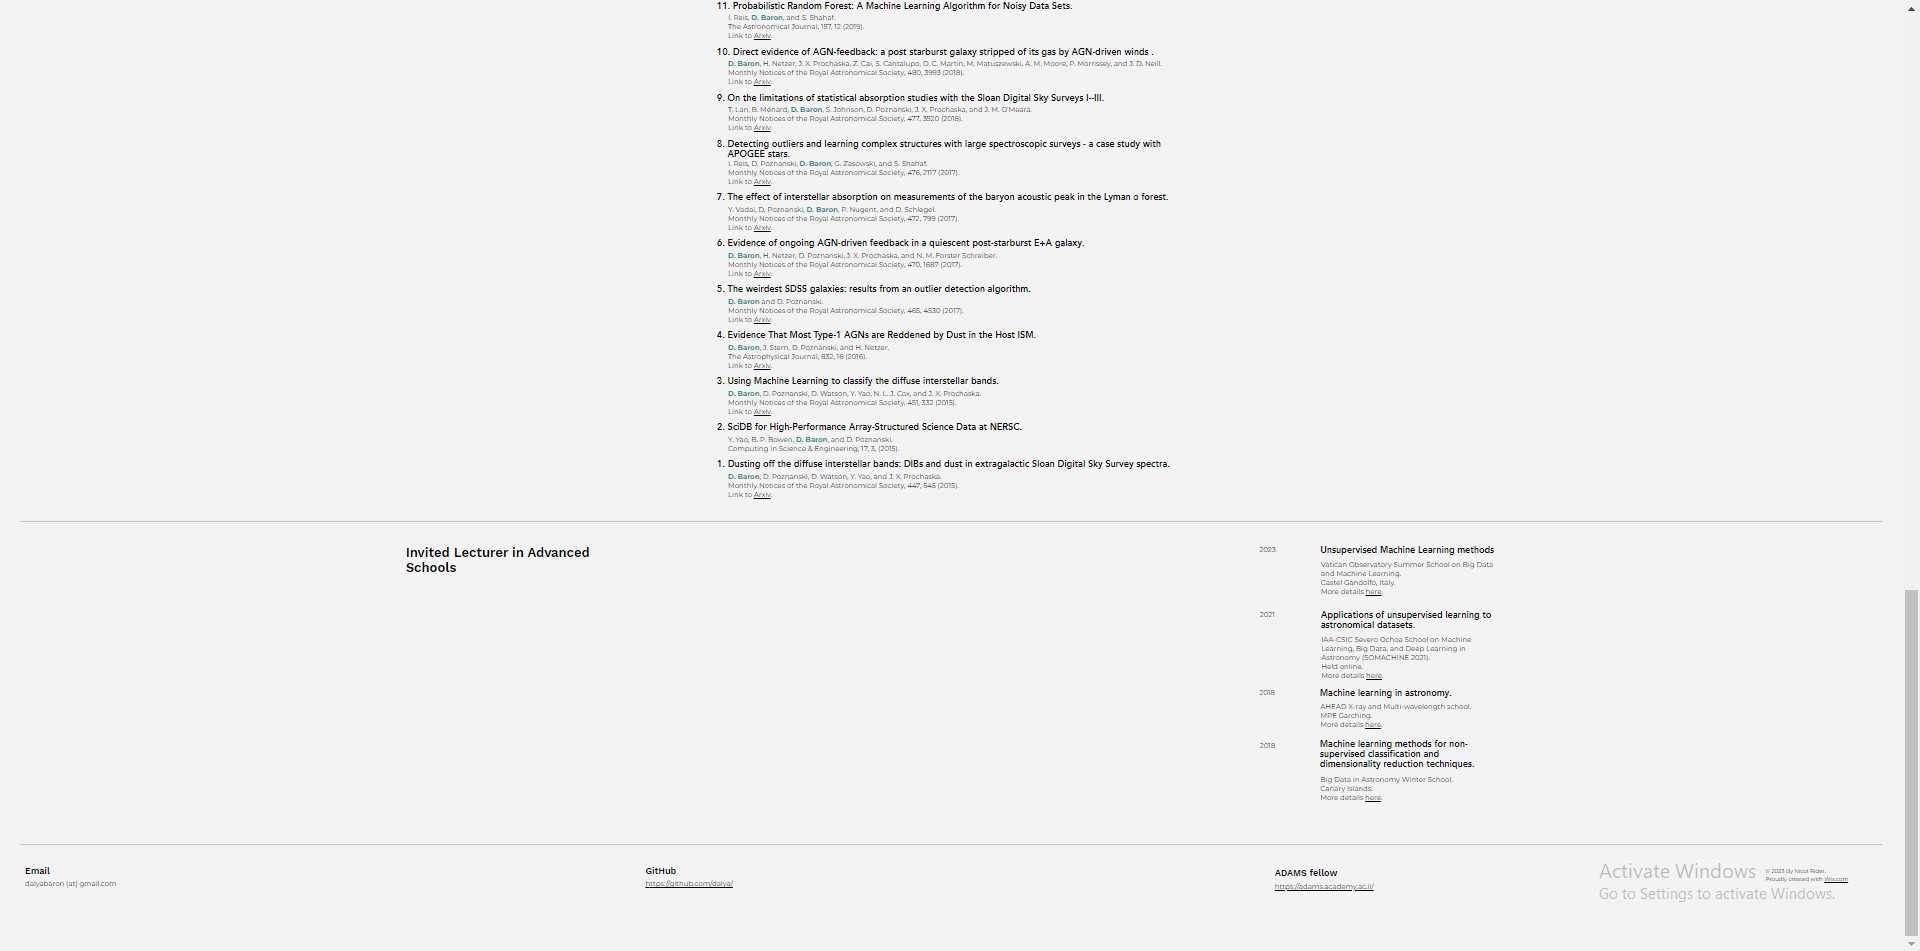 11. Probabilistic Random Forest: A Machine Learning Algorithm for Noisy Data Sets.
I. Reis, D. Baron, and S. Shahaf.
The Astronomical Journal, 157, 12 (2019).
Link to Arxiv.
10. Direct evidence of AGN-feedback: a post starburst galaxy stripped of its gas by AGN-driven winds .
D. Baron, H. Netzer, J. X. Prochaska, Z. Cai, S. Cantalupo, D. C. Martin, M. Matuszewski, A. M. Moore, P. Morrissey, and J. D. Neill.
Monthly Notices of the Royal Astronomical Society, 480, 3993 (2018).
Link to Arxiv.
9. On the limitations of statistical absorption studies with the Sloan Digital Sky Surveys I--III.
T. Lan, B. Ménard, D. Baron, S. Johnson, D. Poznanski, J. X. Prochaska, and J. M. O'Meara.
Monthly Notices of the Royal Astronomical Society, 477, 3520 (2018).
Link to Arxiv.
8. Detecting outliers and learning complex structures with large spectroscopic surveys - a case study with
APOGEE stars.
I. Reis, D. Poznanski, D. Baron, G. Zasowski, and S. Shahaf.
Monthly Notices of the Royal Astronomical Society, 476, 2117 (2017).
Link to Arxiv.
7. The effect of interstellar absorption on measurements of the baryon acoustic peak in the Lyman α forest.
Y. Vadai, D. Poznanski, D. Baron, P. Nugent, and D. Schlegel.
Monthly Notices of the Royal Astronomical Society, 472, 799 (2017).
Link to Arxiv.
6. Evidence of ongoing AGN-driven feedback in a quiescent post-starburst E+A galaxy.
D. Baron, H. Netzer, D. Poznanski, J. X. Prochaska, and N. M. Forster Schreiber.
Monthly Notices of the Royal Astronomical Society, 470, 1687 (2017).
Link to Arxiv.
5. The weirdest SDSS galaxies: results from an outlier detection algorithm.
D. Baron and D. Poznanski.
Monthly Notices of the Royal Astronomical Society, 465, 4530 (2017).
Link to Arxiv.
4. Evidence That Most Type-1 AGNs are Reddened by Dust in the Host ISM.
D. Baron, J. Stern, D. Poznanski, and H. Netzer.
The Astrophysical Journal, 832, 16 (2016).
Link to Arxiv.
3. Using Machine Learning to classify the diffuse interstellar bands.
D. Baron, D. Poznanski, D. Watson, Y. Yao, N. L. J. Cox, and J. X. Prochaska.
Monthly Notices of the Royal Astronomical Society, 451, 332 (2015).
Link to Arxiv.
2. SciDB for High-Performance Array-Structured Science Data at NERSC.
Y. Yao, B. P. Bowen, D. Baron, and D. Poznanski.
Computing in Science & Engineering, 17, 3, (2015).
1. Dusting off the diffuse interstellar bands: DIBs and dust in extragalactic Sloan Digital Sky Survey spectra.
D. Baron, D. Poznanski, D. Watson, Y. Yao, and J. X. Prochaska.
Monthly Notices of the Royal Astronomical Society, 447, 545 (2015).
Link to Arxiv.
Invited Lecturer in Advanced
Schools
2023
Unsupervised Machine Learning methods
Vatican Observatory Summer School on Big Data
and Machine Learning.
Castel Gandolfo, Italy.
More details here.
2021
Applications of unsupervised learning to
astronomical datasets.
IAA-CSIC Severo Ochoa School on Machine
Learning, Big Data, and Deep Learning in
Astronomy (SOMACHINE 2021).
Held online.
More details here.
2018
Machine learning in astronomy.
AHEAD X-ray and Multi-wavelength school.
MPE Garching.
More details here.
2018
Machine learning methods for non-
supervised classification and
dimensionality reduction techniques.
Big Data in Astronomy Winter School.
Canary Islands.
More details here.
Email
dalyabaron [at] gmail.com
GitHub
https://github.com/dalya/
ADAMS fellow
https://adams.academy.ac.il/
© 2023 By Nicol Rider.
Proudly created with Wix.com
Activate Windows
Go to Settings to activate Windows.